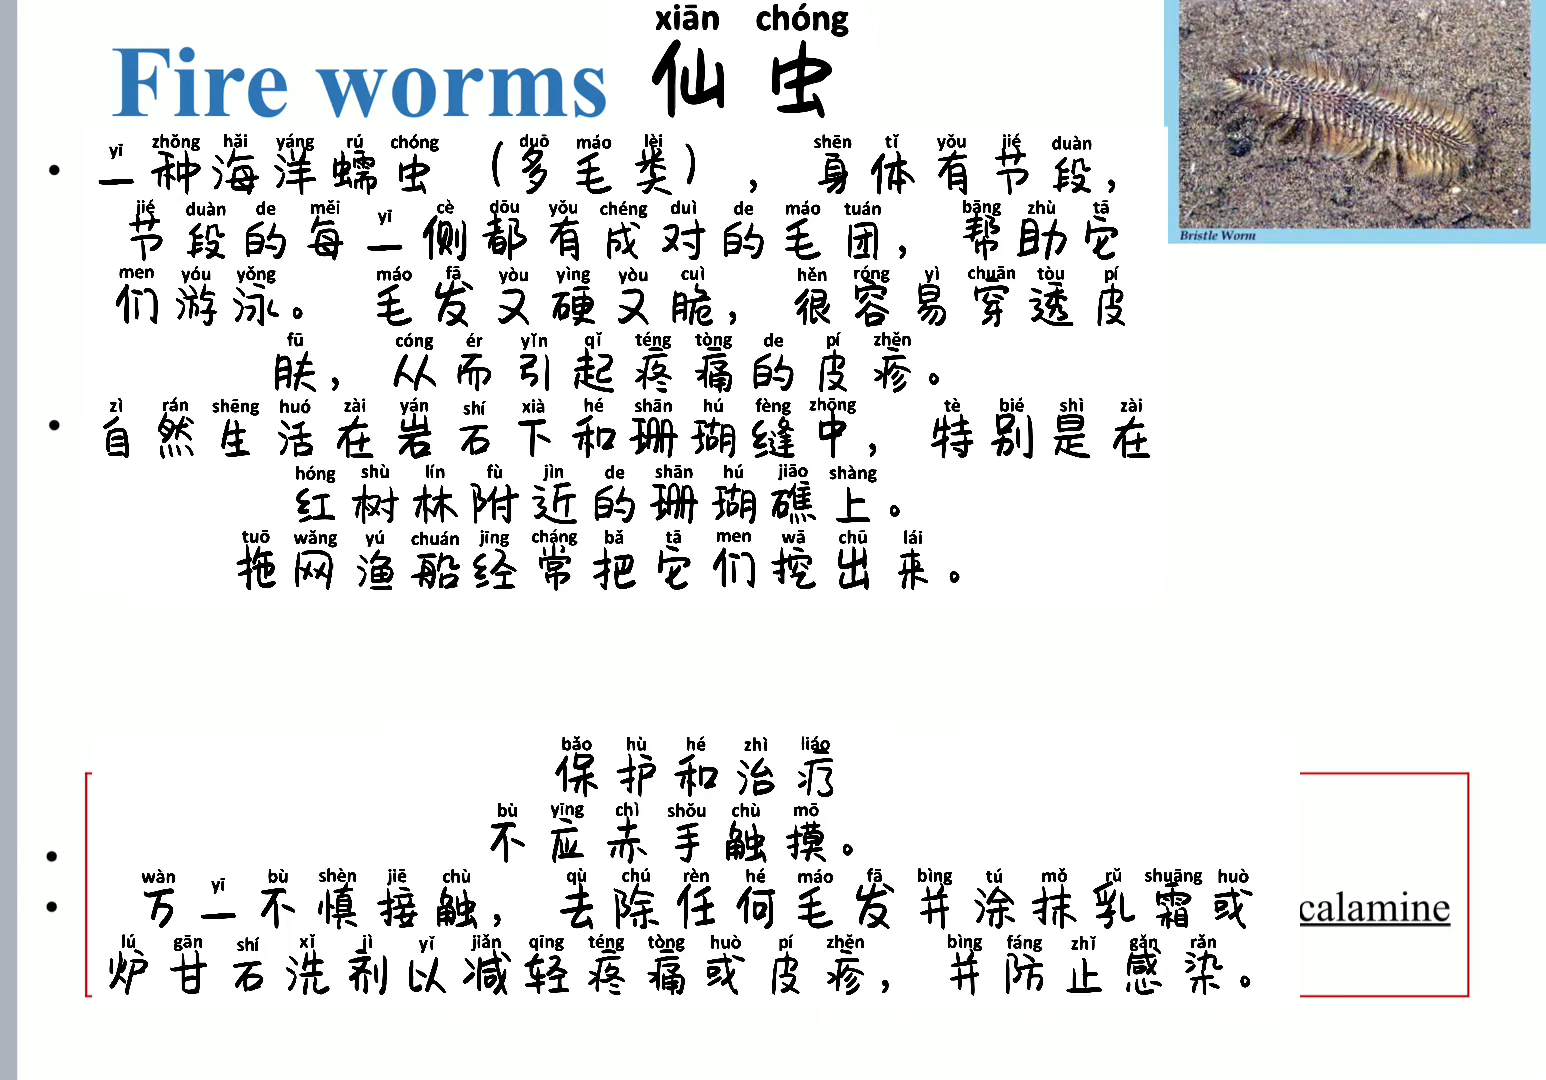 xiān chóng
Fire worms 仙虫
Bristle Worm
yī zhǒng hǎi yáng rú chóng duō máo lèi shēn tǐ yǒu jié duàn
• 一种海洋蠕虫（多毛类），身体有节段，
jié duàn de měi yī cè dōu yǒu chéng duì de máo tuán bāng zhù tā
节段的每一侧都有成对的毛团，帮助它
men yóu yǒng máo fā yòu yìng yòu cuì hěn róng yì chuān tòu pí
们游泳。毛发又硬又脆，很容易穿透皮
fū cóng ér yǐn qǐ téng tòng de pí zhěn
肤，从而引起疼痛的皮疹。
zì rán shēng huó zài yán shí xià hé shān hú fèng zhōng tè bié shì zài
• 自然生活在岩石下和珊瑚缝中，特别是在
hóng shù lín fù jìn de shān hú jiāo shàng
红树林附近的珊瑚礁上。
tuō wǎng yú chuán jīng cháng bǎ tā men wā chū lái
拖网渔船经常把它们挖出来。
bǎo hù hé zhì liáo
保护和治疗
bù yīng chì shǒu chù mō
• 不应赤手触摸。
wàn yī bù shèn jiē chù qù chú rèn hé máo fā bìng tú mǒ rǔ shuāng huò
• 万一不慎接触，去除任何毛发并涂抹乳霜或 calamine
lú gān shí xǐ jì yǐ jiǎn qīng téng tòng huò pí zhěn bìng fáng zhǐ gǎn rǎn
炉甘石洗剂以减轻疼痛或皮疹，并防止感染。